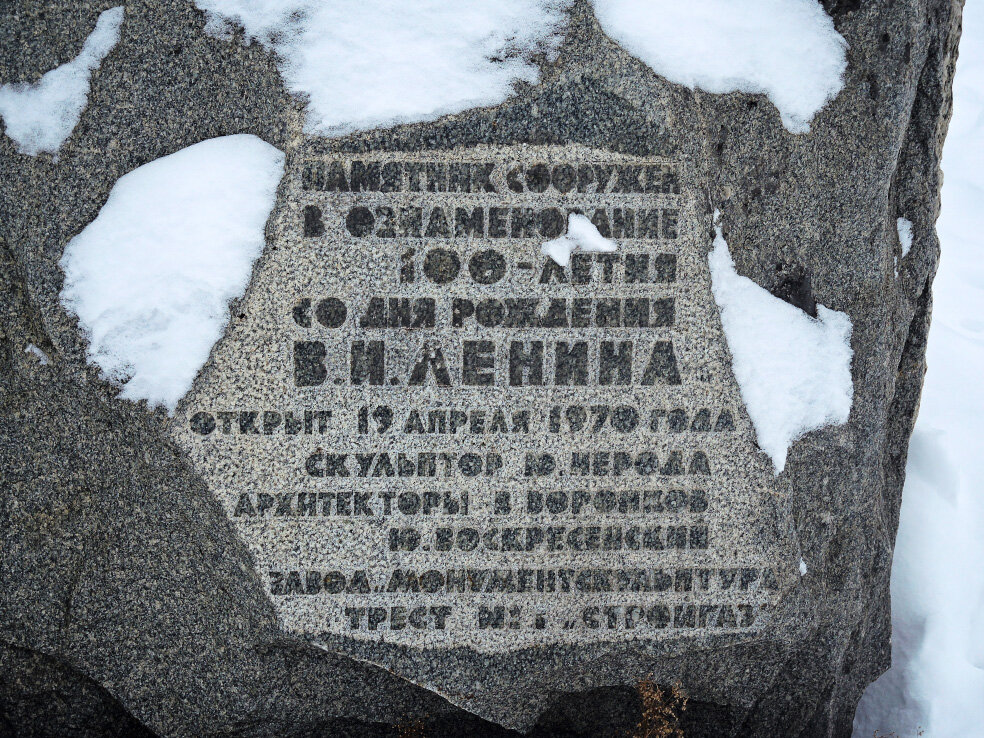 ПАМЯТНИК СООРУЖЕН
В ОЗНАМЕНОВАНИЕ
100-ЛЕТИЯ
СО ДНЯ РОЖДЕНИЯ
В.И.ЛЕНИНА
ОТКРЫТ 19 АПРЕЛЯ 1970 ГОДА
СКУЛЬПТОР Ю.НЕРОДА
АРХИТЕКТОРЫ В ВОРОНКОВ
Ю.ВОСКРЕСЕНСКИЙ
ЗАВОД „МОНУМЕНТСКУЛЬПТУРА
ТРЕСТ „СТРОЙГАЗ"